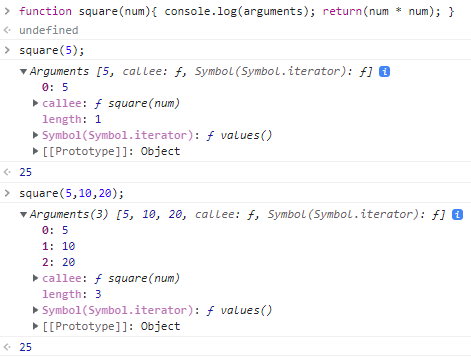 > function square(num){ console.log(arguments); return(num * num); }
< undefined
> square(5);
▼Arguments [5, callee: ƒ, Symbol(Symbol.iterator): ƒ] i
0: 5
▶ callee: ƒ square(num)
length: 1
▶ Symbol(Symbol.iterator): ƒ values()
▶ [[Prototype]]: Object
< 25
> square(5,10,20);
▼Arguments(3) [5, 10, 20, callee: ƒ, Symbol(Symbol.iterator): ƒ] i
0: 5
1: 10
2: 20
▶ callee: ƒ square(num)
length: 3
▶ Symbol(Symbol.iterator): ƒ values()
▶ [[Prototype]]: Object
< 25